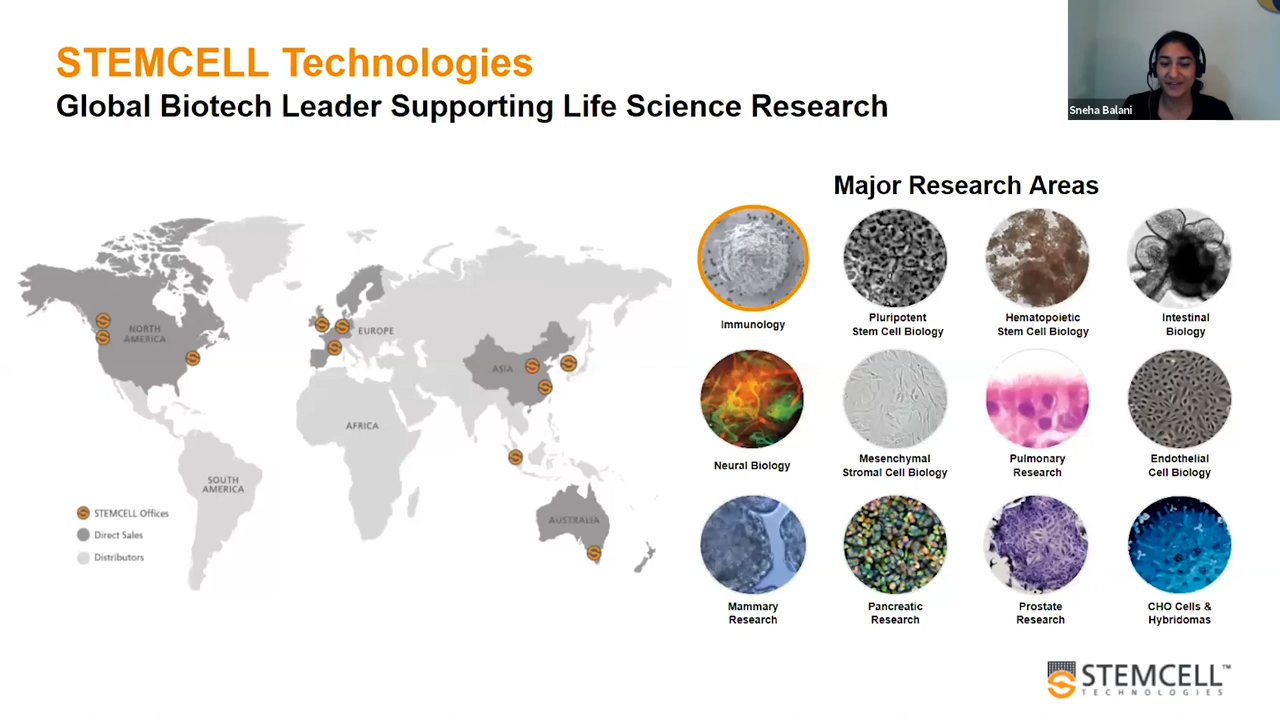 STEMCELL Technologies
Global Biotech Leader Supporting Life Science Research
Sneha Balani
NORTH
AMERICA
EUROPE
ASIA
AFRICA
SOUTH
AMERICA
AUSTRALIA
STEMCELL Offices
Direct Sales
Distributors
Major Research Areas
Immunology
Pluripotent
Stem Cell Biology
Hematopoietic
Stem Cell Biology
Intestinal
Biology
Neural Biology
Mesenchymal
Stromal Cell Biology
Pulmonary
Research
Endothelial
Cell Biology
Mammary
Research
Pancreatic
Research
Prostate
Research
CHO Cells &
Hybridomas
STEMCELL™
TECHNOLOGIES